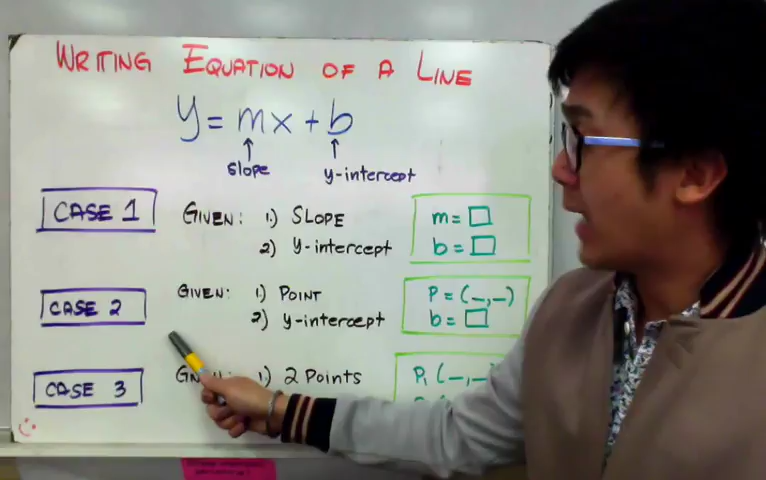 WRITING EQUATION OF A LINE
y = mx + b
slope y-intercept
CASE 1 GIVEN: 1) SLOPE m = □
2) y-intercept b = □
CASE 2 GIVEN: 1) POINT P = (_,_)
2) y-intercept b = □
CASE 3 1) 2 Points P₁ (_,_